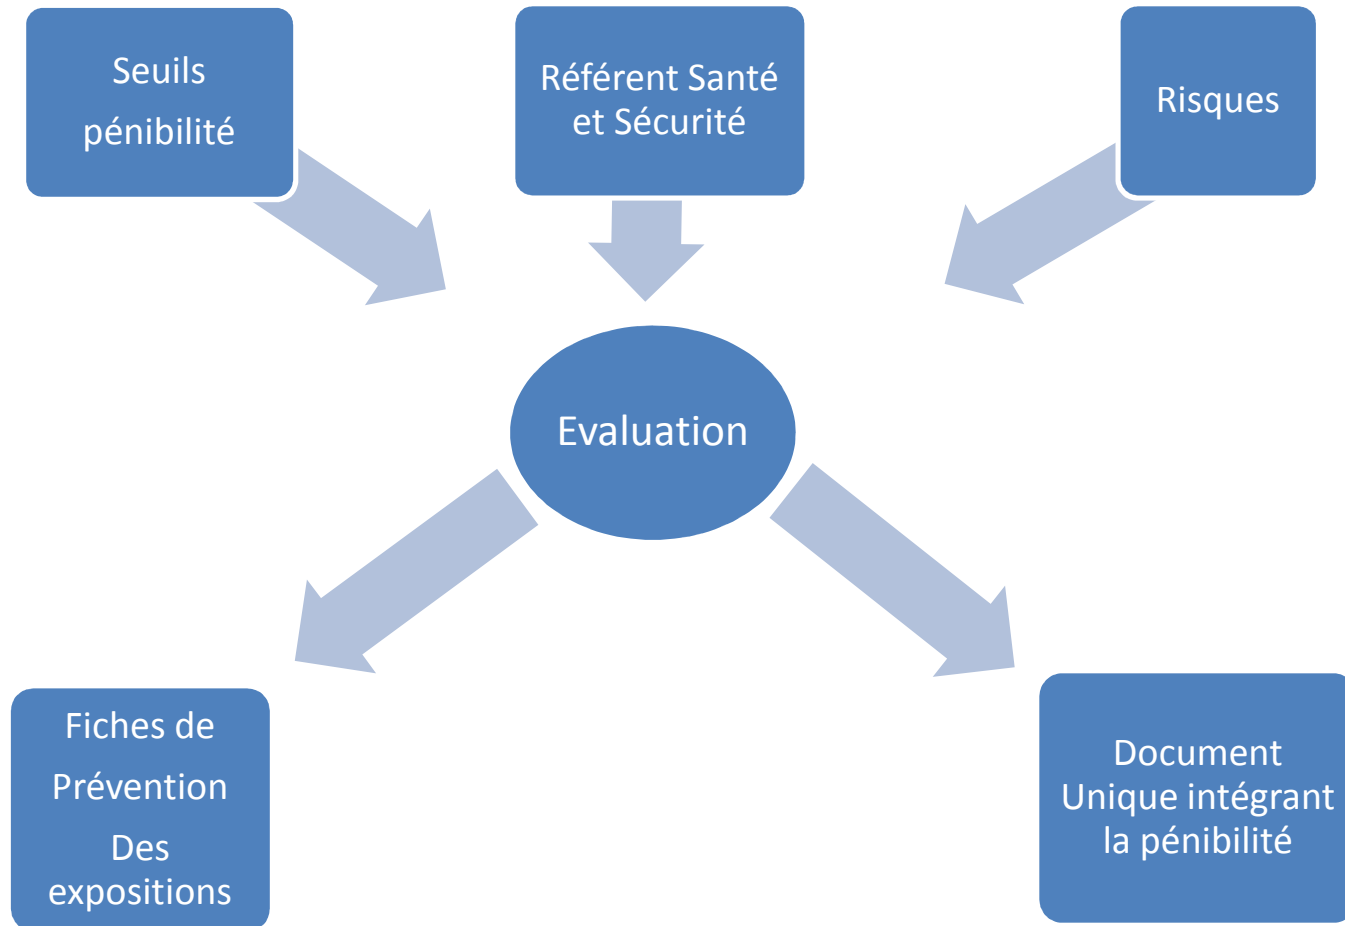 Seuils
pénibilité
Référent Santé
et Sécurité
Risques
Evaluation
Fiches de
Prévention
Des
expositions
Document
Unique intégrant
la pénibilité